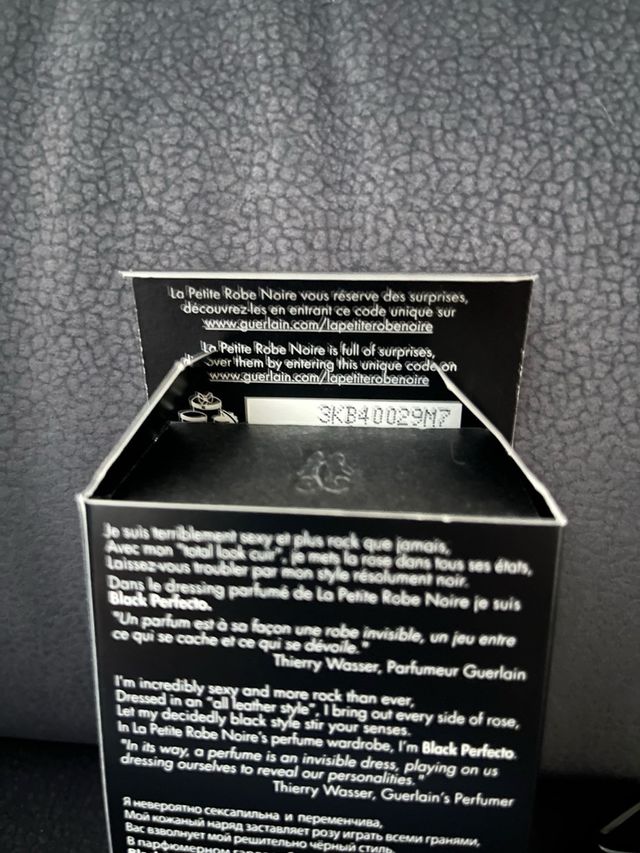 La Petite Robe Noire vous réserve des surprises,
découvrez-les en entrant ce code unique sur
www.guerlain.com/lapetiterobenoire
La Petite Robe Noire is full of surprises,
over them by entering this unique code on
www.guerlain.com/lapetiterobenoire
3KB40029M7
Je suis terriblement sexy et plus rock que jamais,
Avec mon "total look cuir", je mets la rose dans tous ses états,
Laissez-vous troubler par mon style résolument noir.
Dans le dressing parfumé de La Petite Robe Noire je suis
Black Perfecto.
"Un parfum est à sa façon une robe invisible, un jeu entre
ce qui se cache et ce qui se dévoile."
Thierry Wasser, Parfumeur Guerlain
I'm incredibly sexy and more rock than ever,
Dressed in an "all leather style", I bring out every side of rose,
Let my decidedly black style stir your senses.
In La Petite Robe Noire's perfume wardrobe, I'm Black Perfecto.
"In its way, a perfume is an invisible dress, playing on us
dressing ourselves to reveal our personalities."
Thierry Wasser, Guerlain's Perfumer
Я невероятно сексапильна и переменчива,
Мой кожаный наряд заставляет розу играть всеми гранями,
Вас взволнует мой решительно чёрный стиль.
В парфюмерном